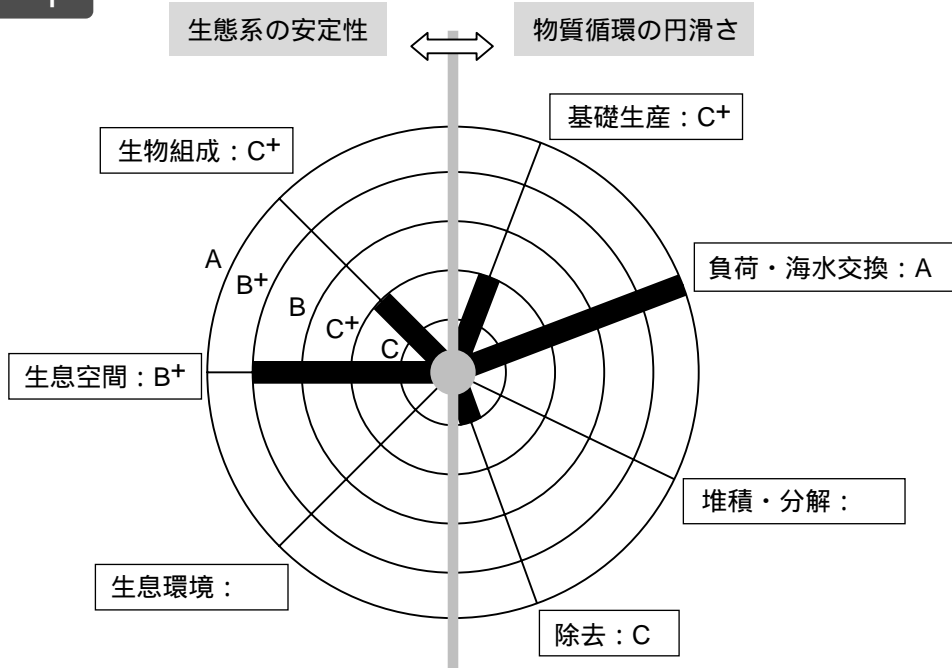 生態系の安定性
物質循環の円滑さ
基礎生産：C+
生物組成：C+
負荷・海水交換：A
A
B+
B
C+
C
生息空間：B+
堆積・分解：
生息環境：
除去：C